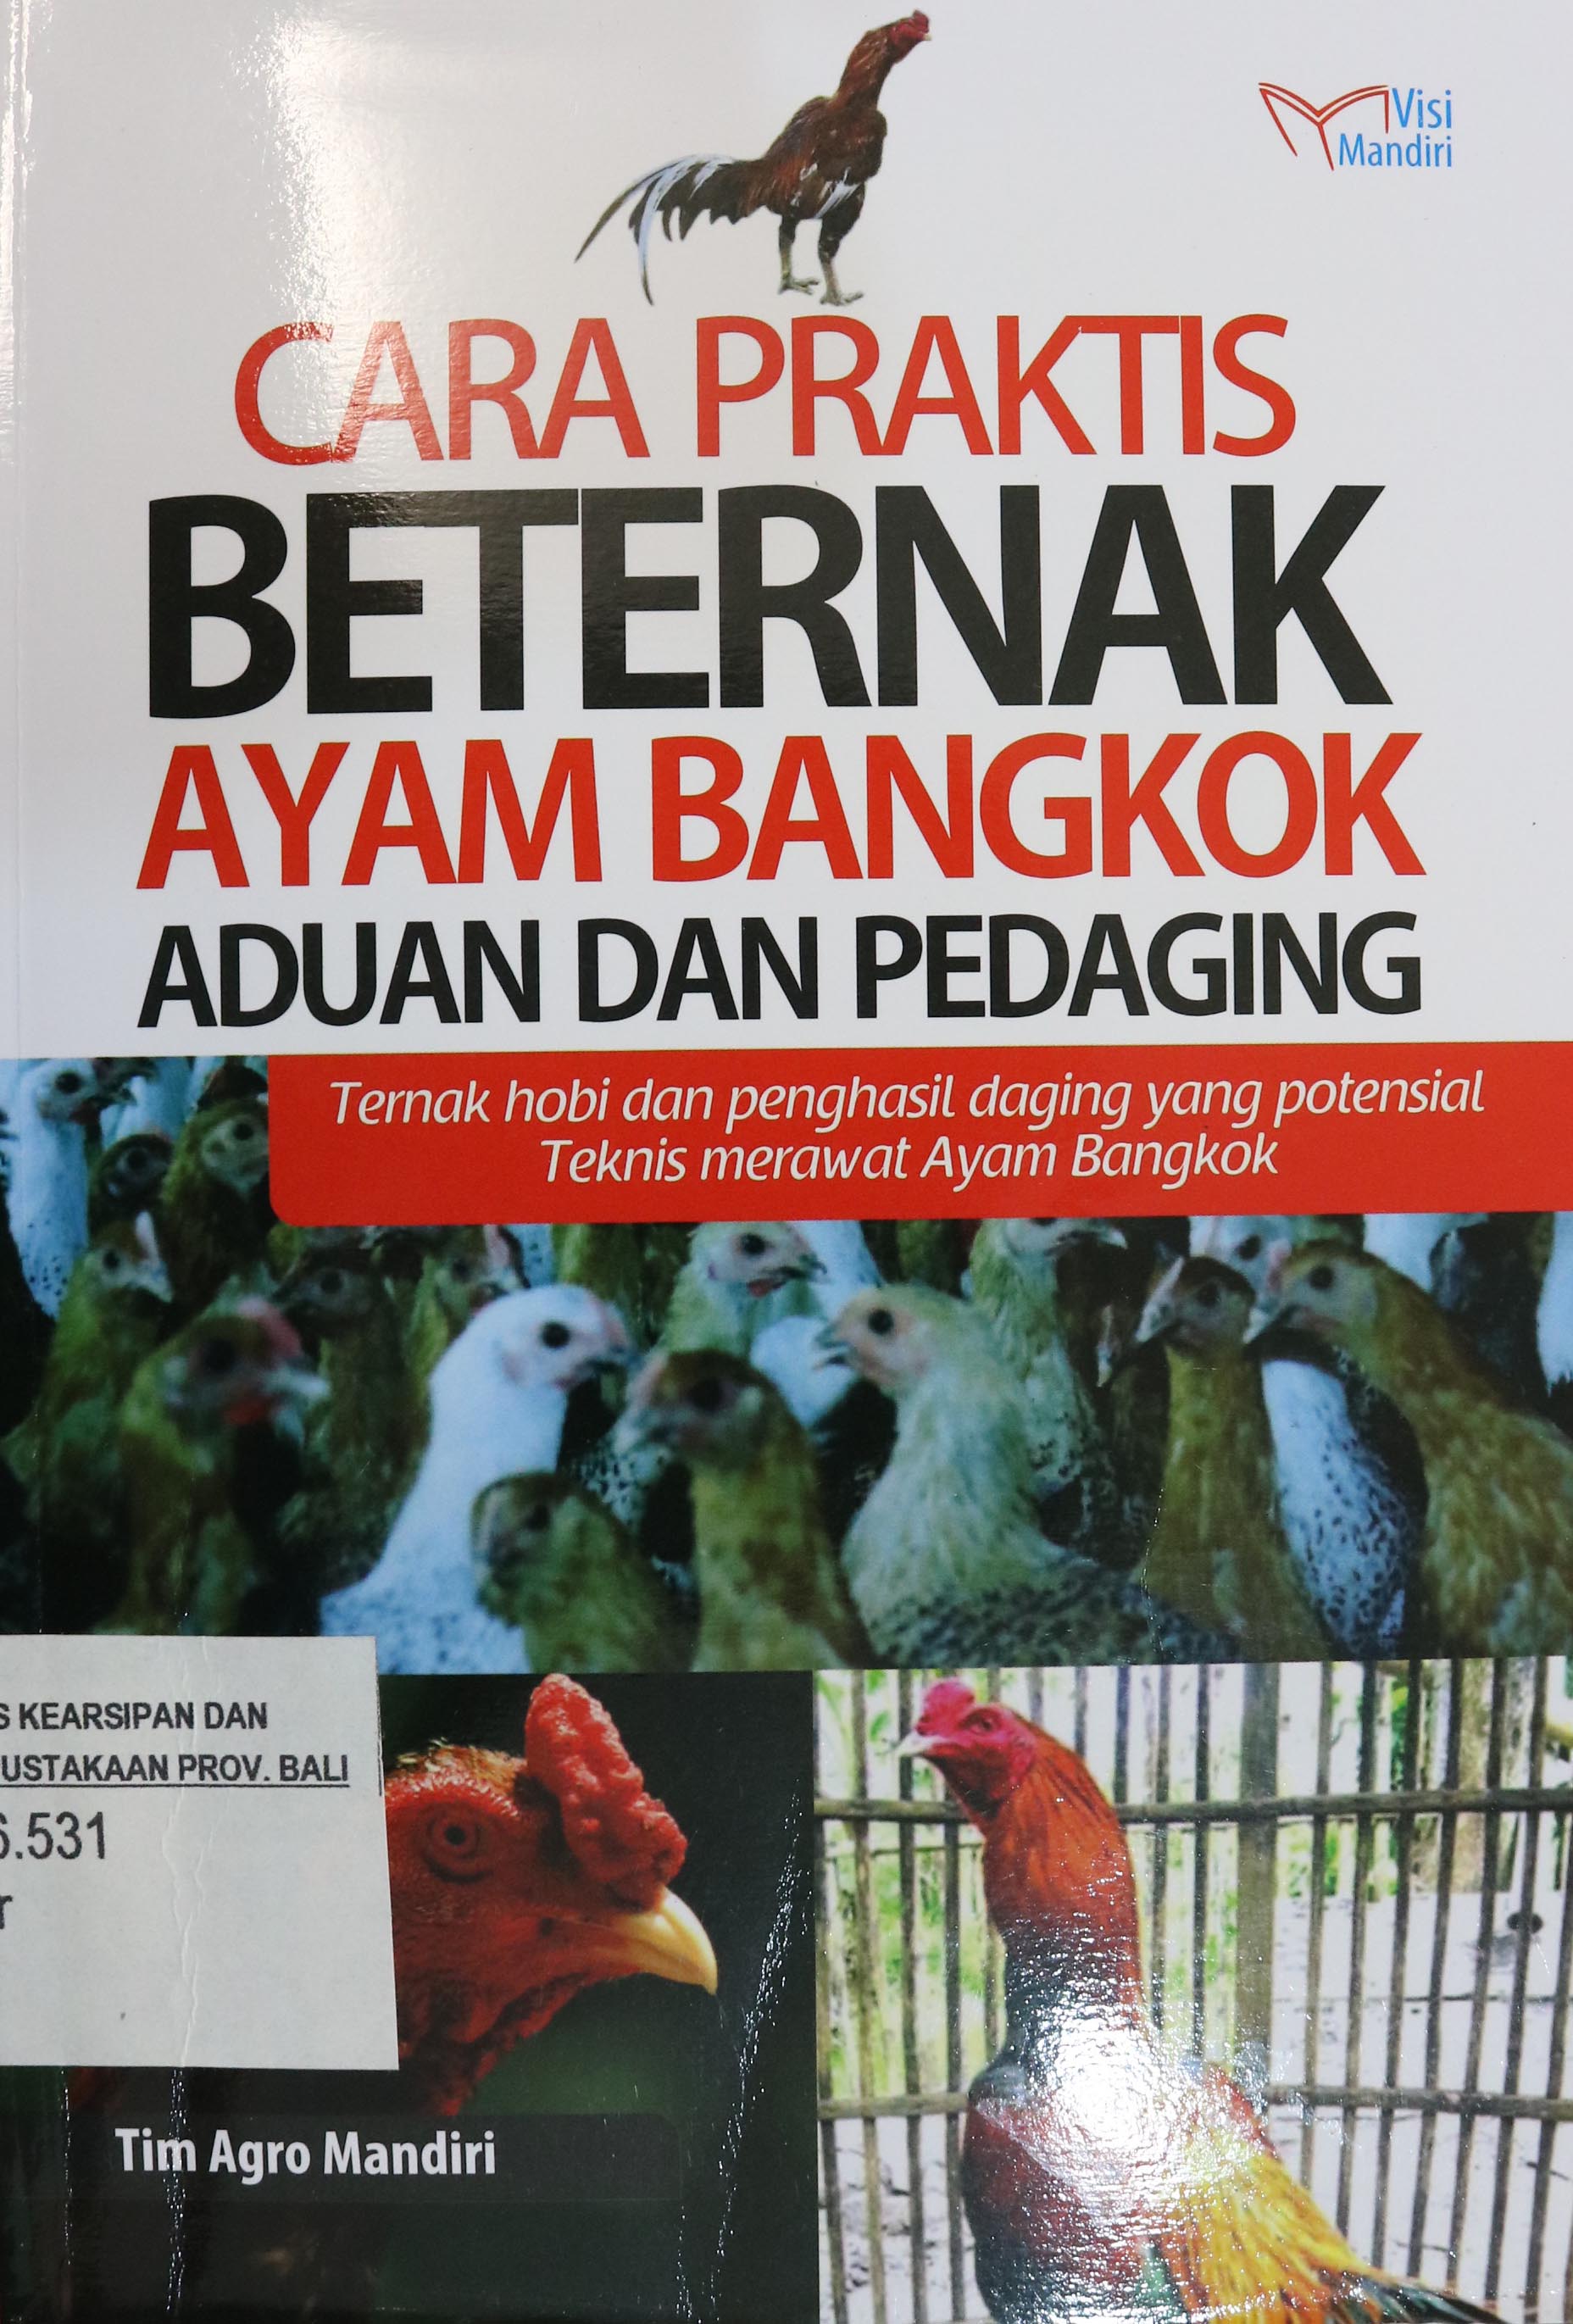 Visi
Mandiri
CARA PRAKTIS
BETERNAK
AYAM BANGKOK
ADUAN DAN PEDAGING
Ternak hobi dan penghasil daging yang potensial
Teknis merawat Ayam Bangkok
S KEARSIPAN DAN
USTAKAAN PROV. BALI
6.531
r
Tim Agro Mandiri